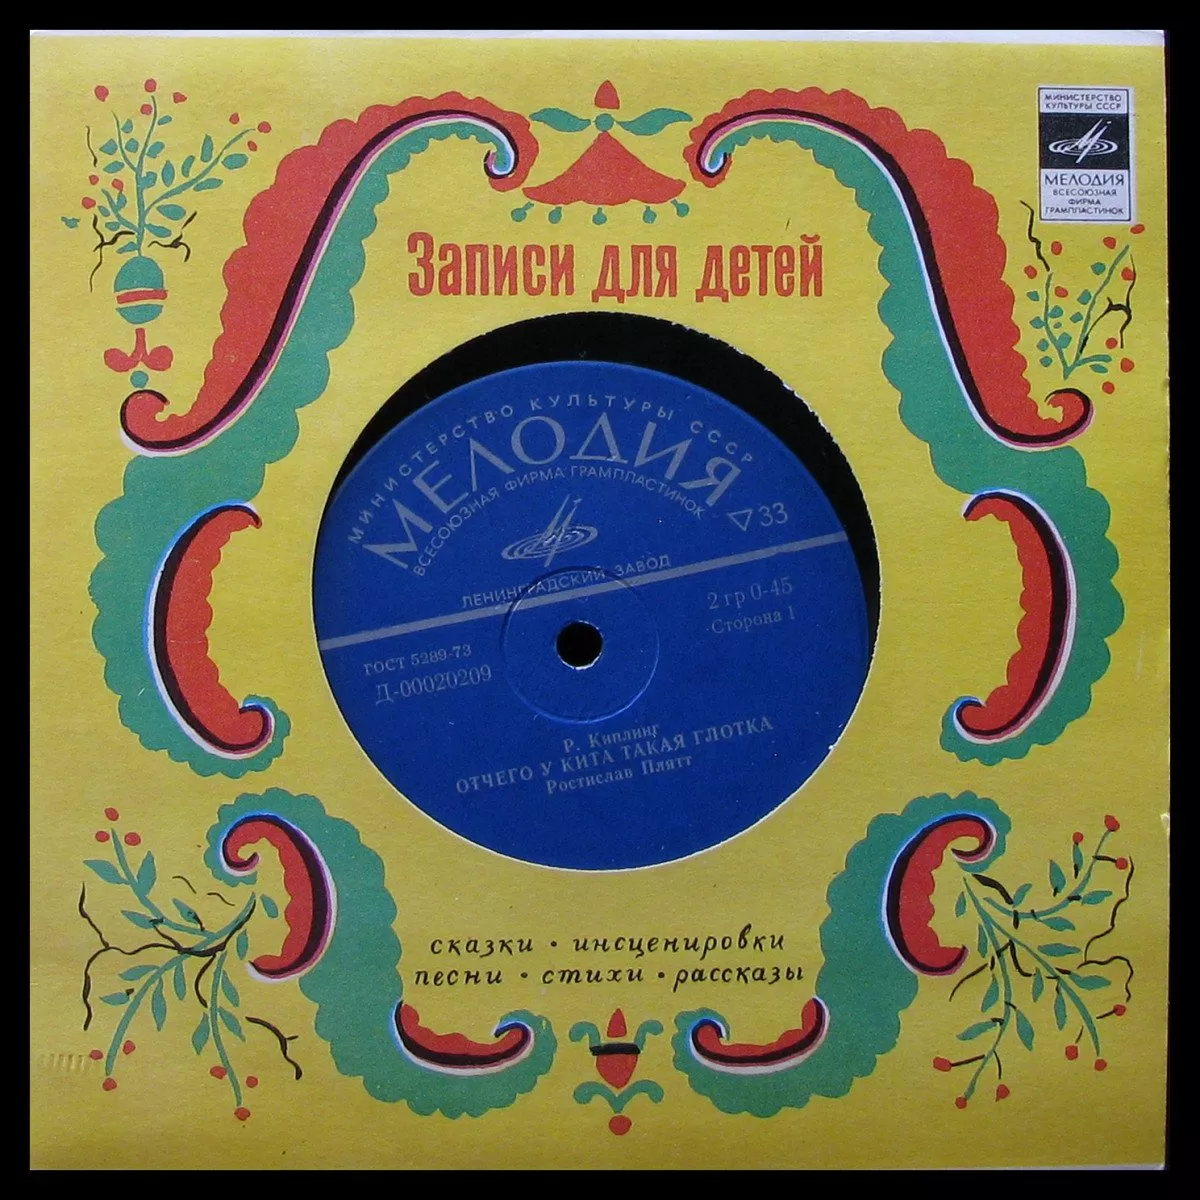 МИНИСТЕРСТВО
КУЛЬТУРЫ СССР
МЕЛОДИЯ
ВСЕСОЮЗНАЯ
ФИРМА
ГРАМПЛАСТИНОК
Записи для детей
МИНИСТЕРСТВО КУЛЬТУРЫ СССР
МЕЛОДИЯ
ВСЕСОЮЗНАЯ ФИРМА ГРАМПЛАСТИНОК
33
ЛЕНИНГРАДСКИЙ ЗАВОД
ГОСТ 5289-73
Д-00020209
2 гр 0-45
Сторона 1
Р. Киплинг
ОТЧЕГО У КИТА ТАКАЯ ГЛОТКА
Ростислав Плятт
сказки • инсценировки
песни • стихи • рассказы